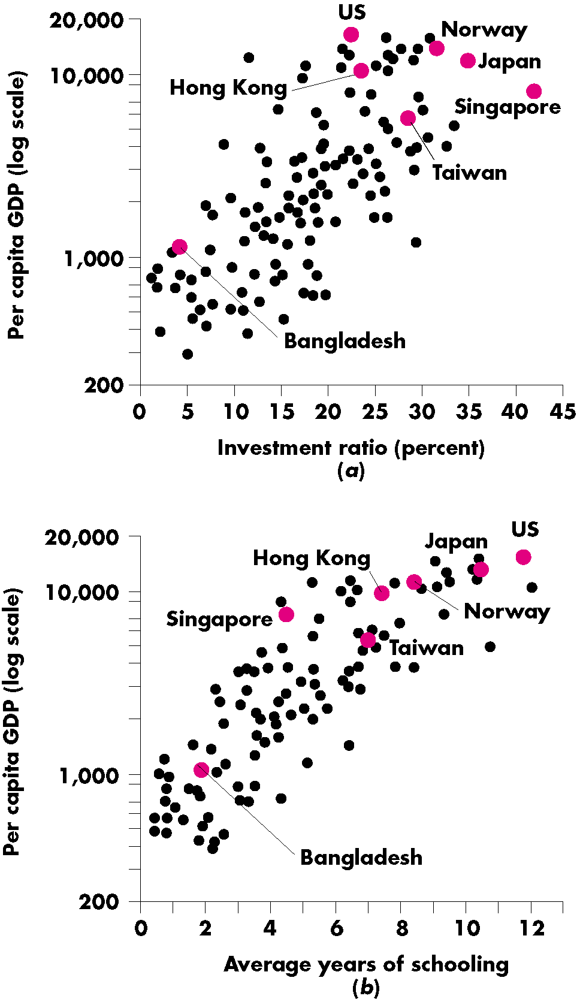 US
20,000
Norway
Japan
10,000
Hong Kong
Singapore
Taiwan
Per capita GDP (log scale)
1,000
Bangladesh
200
0 5 10 15 20 25 30 35 40 45
Investment ratio (percent)
(a)
US
20,000
Japan
Hong Kong
10,000
Norway
Singapore
Taiwan
Per capita GDP (log scale)
1,000
Bangladesh
200
0 2 4 6 8 10 12
Average years of schooling
(b)